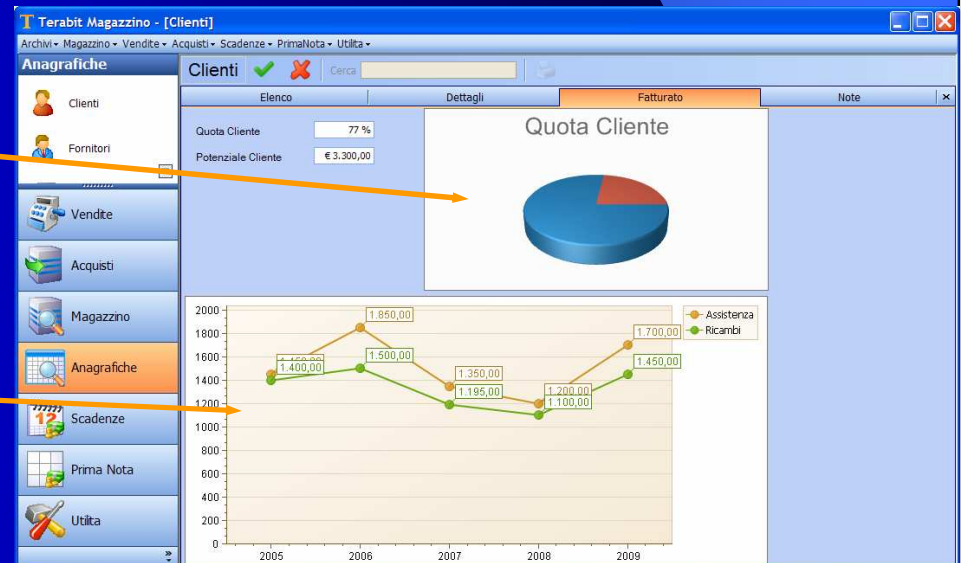 Terabit Magazzino - [Clienti]
Archivi Magazzino Vendite Acquisti Scadenze PrimaNota Utilita
Anagrafiche
Clienti
Fornitori
Vendite
Acquisti
Magazzino
Anagrafiche
12
Scadenze
Prima Nota
Utilita
Clienti Cerca
Elenco Dettagli Fatturato Note
Quota Cliente 77 %
Potenziale Cliente € 3.300,00
Quota Cliente
2000
1800
1600
1400
1200
1000
800
600
400
200
0
1.850,00
1.700,00
1.500,00
1.450,00
1.400,00
1.350,00
1.195,00
1.200,00
1.100,00
Assistenza
Ricambi
2005 2006 2007 2008 2009